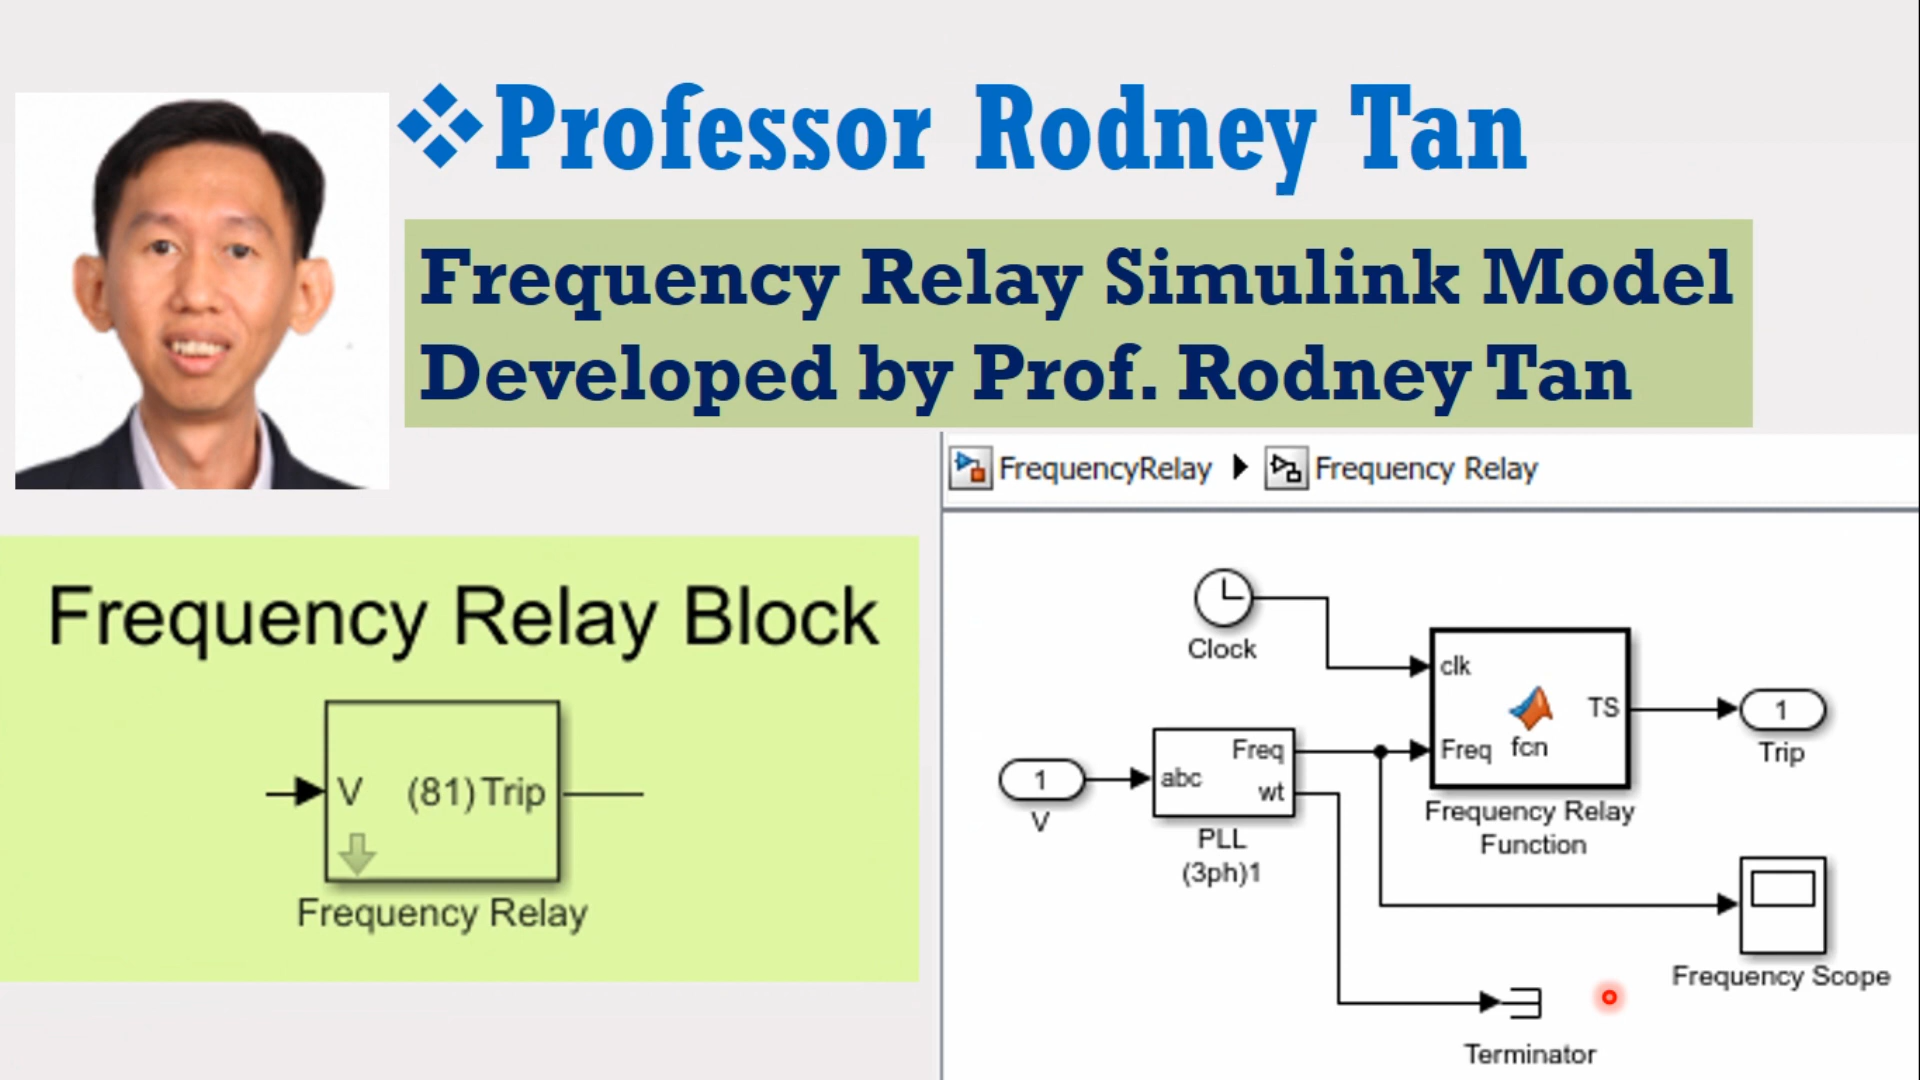 Professor Rodney Tan
Frequency Relay Simulink Model
Developed by Prof. Rodney Tan
FrequencyRelay
Frequency Relay
Frequency Relay Block
V
(81) Trip
Frequency Relay
Clock
clk
Freq
fcn
TS
Frequency Relay
Function
1
Trip
1
V
abc
Freq
wt
PLL
(3ph)1
Frequency Scope
Terminator